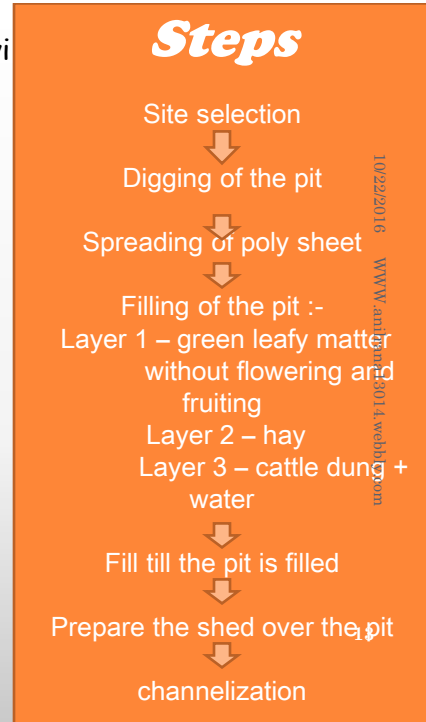 vi
Steps
Site selection
Digging of the pit
Spreading of poly sheet
Filling of the pit :-
Layer 1 – green leafy matter
without flowering and
fruiting
Layer 2 – hay
Layer 3 – cattle dung +
water
Fill till the pit is filled
Prepare the shed over the pit
channelization
10/22/2016